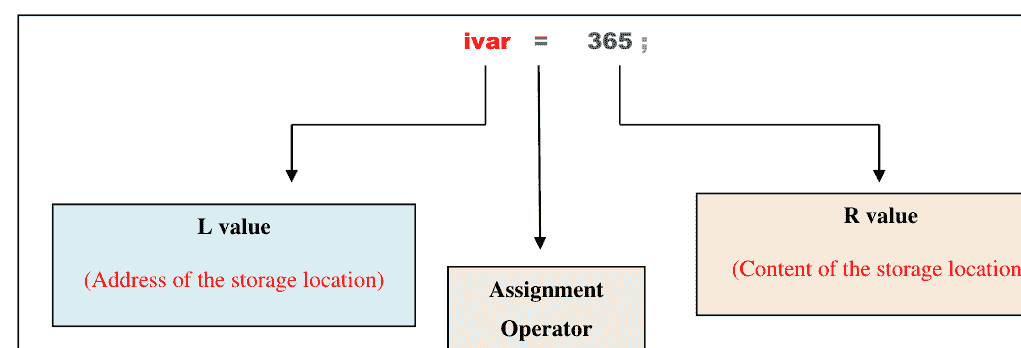 ivar = 365 ;
L value
(Address of the storage location)
Assignment
Operator
R value
(Content of the storage location